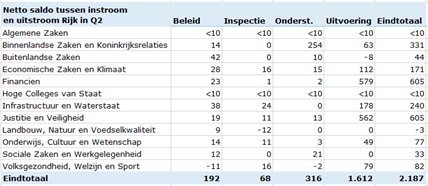 Netto saldo tussen instroom en uitstroom Rijk in Q2 Beleid Inspectie Onderst. Uitvoering Eindtotaal
Algemene Zaken <10 <10 <10 <10 <10
Binnenlandse Zaken en Koninkrijksrelaties 14 0 254 63 331
Buitenlandse Zaken 42 10 0 -8 44
Economische Zaken en Klimaat 28 16 15 112 171
Financien 23 1 2 579 605
Hoge Colleges van Staat <10 <10 <10 <10 <10
Infrastructuur en Waterstaat 38 24 0 178 240
Justitie en Veiligheid 19 11 13 562 605
Landbouw, Natuur en Voedselkwaliteit 9 -12 0 0 -3
Onderwijs, Cultuur en Wetenschap 14 11 3 49 77
Sociale Zaken en Werkgelegenheid 12 0 21 0 33
Volksgezondheid, Welzijn en Sport -11 16 -2 79 82
Eindtotaal 192 68 316 1.612 2.187